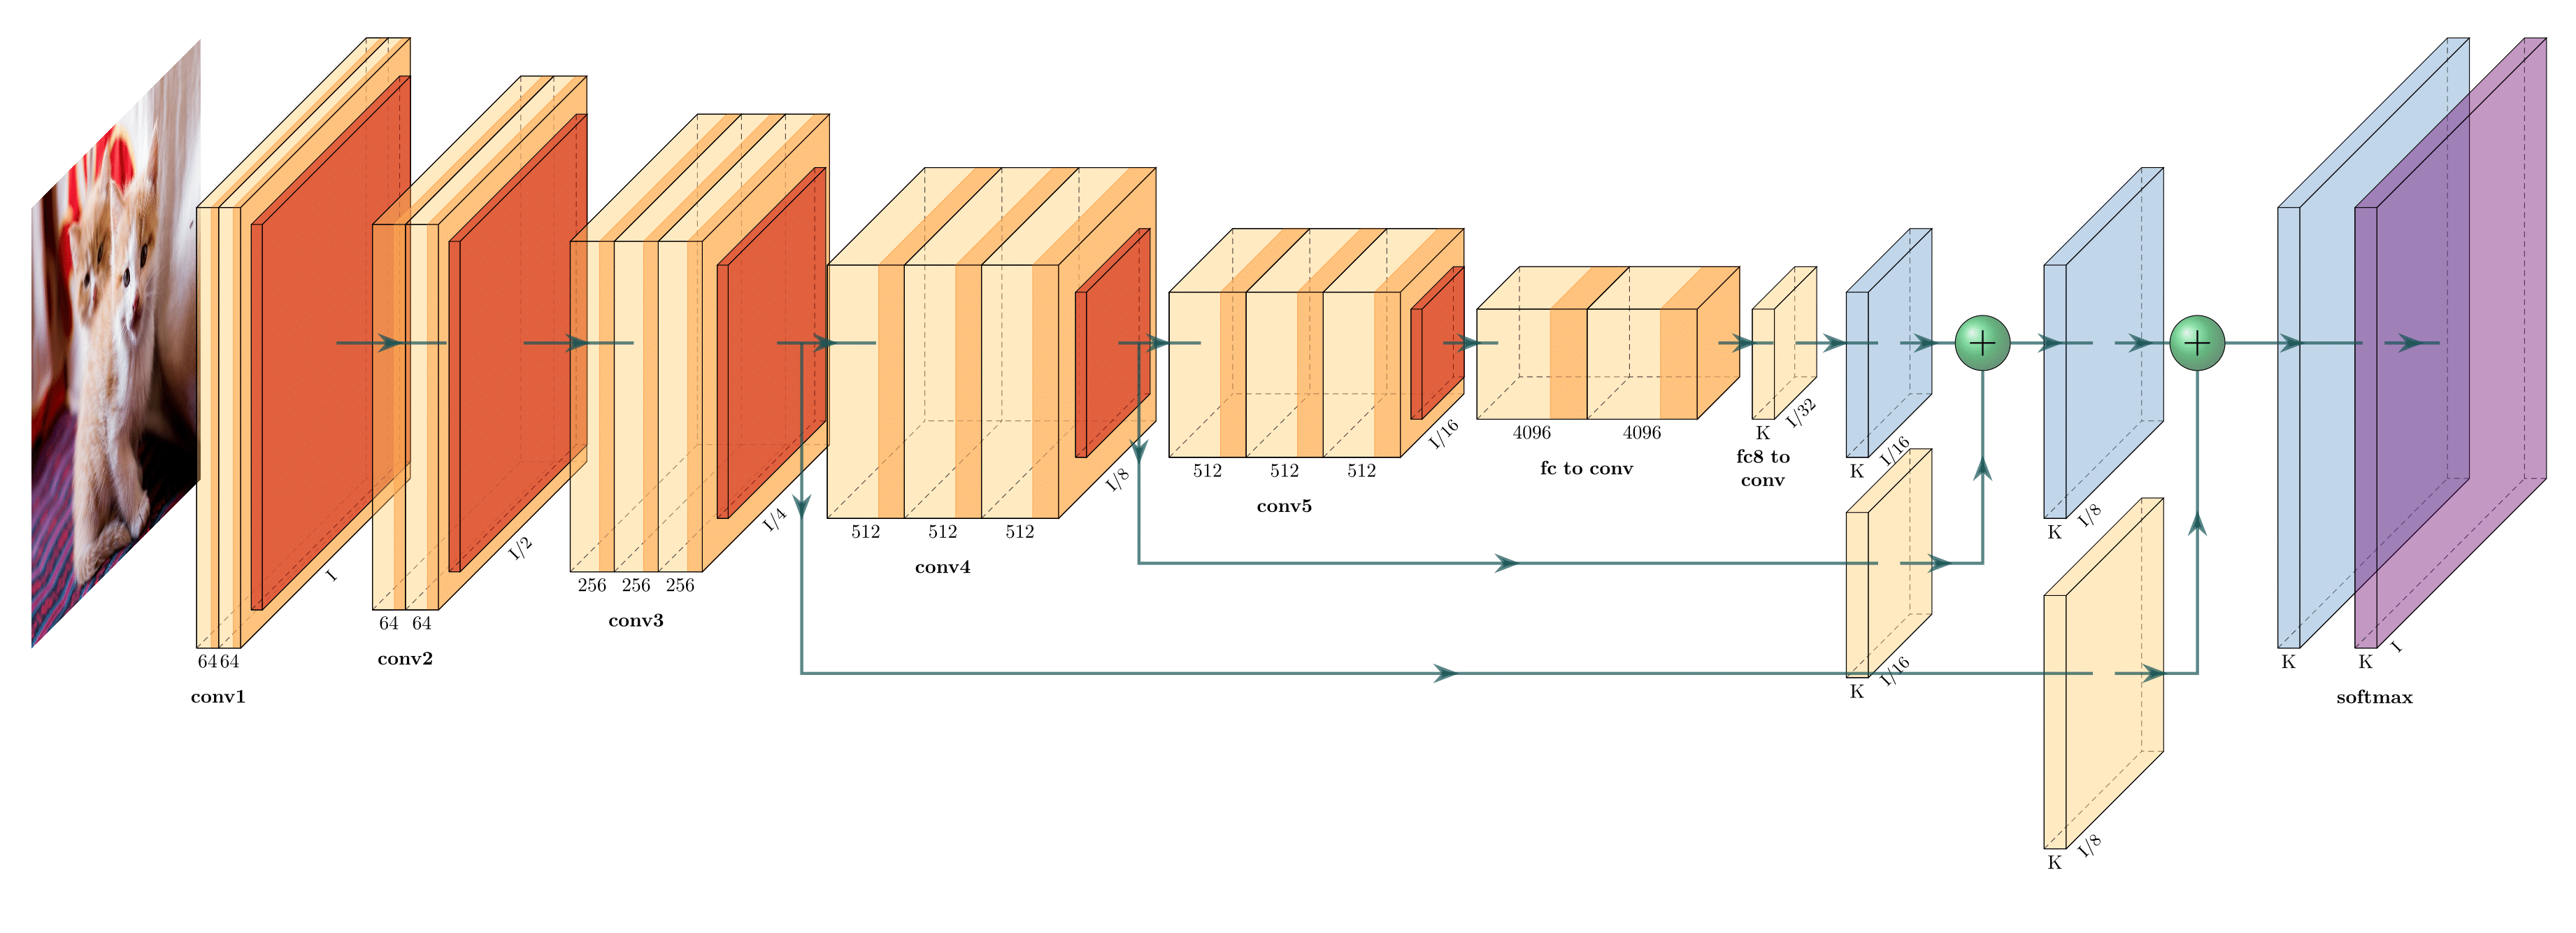 64 64
I
conv1
64 64
I/2
conv2
256 256 256
I/4
conv3
512 512 512
I/8
conv4
512 512 512
I/16
conv5
4096 4096
fc to conv
K
I/32
fc8 to
conv
K
I/16
K
I/16
+
K
I/8
K
I/8
+
K
K
I
softmax